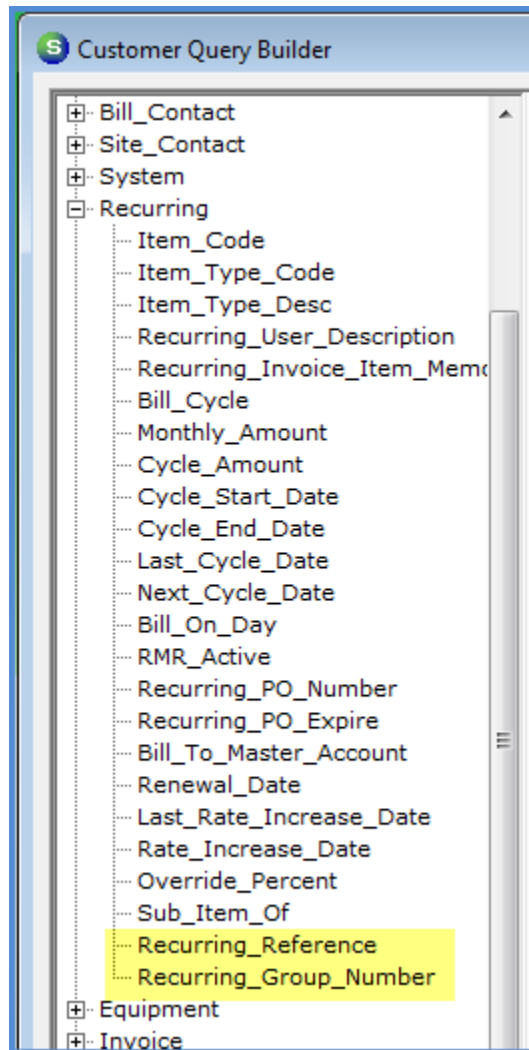 S Customer Query Builder
Bill_Contact
Site_Contact
System
Recurring
Item_Code
Item_Type_Code
Item_Type_Desc
Recurring_User_Description
Recurring_Invoice_Item_Memo
Bill_Cycle
Monthly_Amount
Cycle_Amount
Cycle_Start_Date
Cycle_End_Date
Last_Cycle_Date
Next_Cycle_Date
Bill_On_Day
RMR_Active
Recurring_PO_Number
Recurring_PO_Expire
Bill_To_Master_Account
Renewal_Date
Last_Rate_Increase_Date
Rate_Increase_Date
Override_Percent
Sub_Item_Of
Recurring_Reference
Recurring_Group_Number
Equipment
Invoice